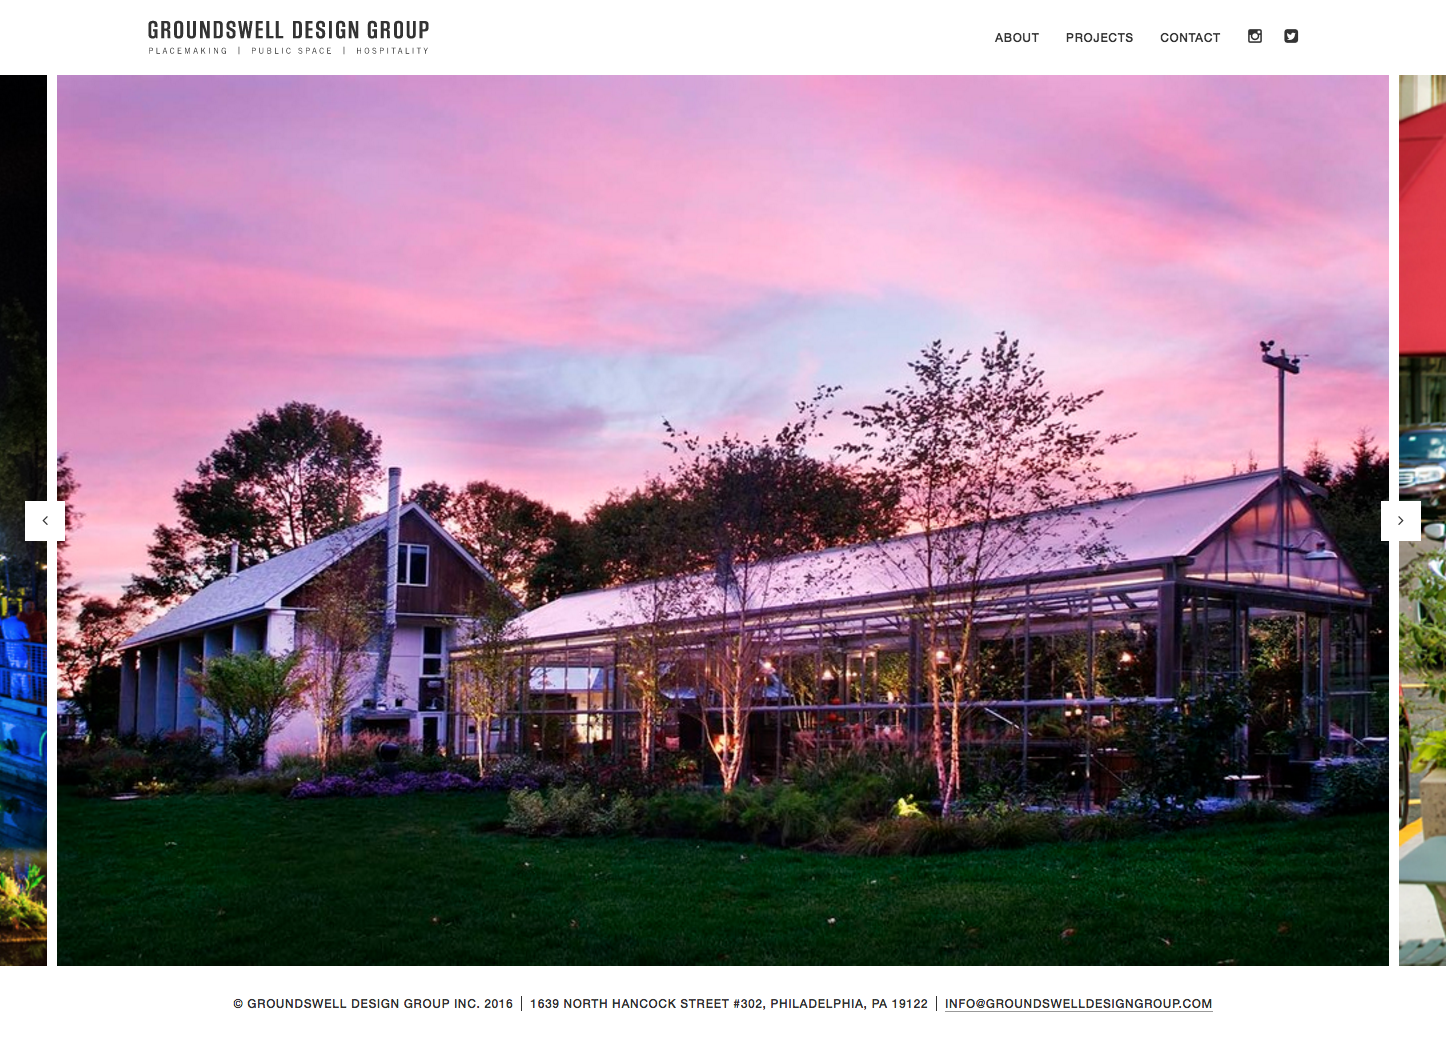 GROUNDSWELL DESIGN GROUP
PLACEMAKING | PUBLIC SPACE | HOSPITALITY
ABOUT PROJECTS CONTACT
© GROUNDSWELL DESIGN GROUP INC. 2016 | 1639 NORTH HANCOCK STREET #302, PHILADELPHIA, PA 19122 | INFO@GROUNDSWELLDESIGNGROUP.COM